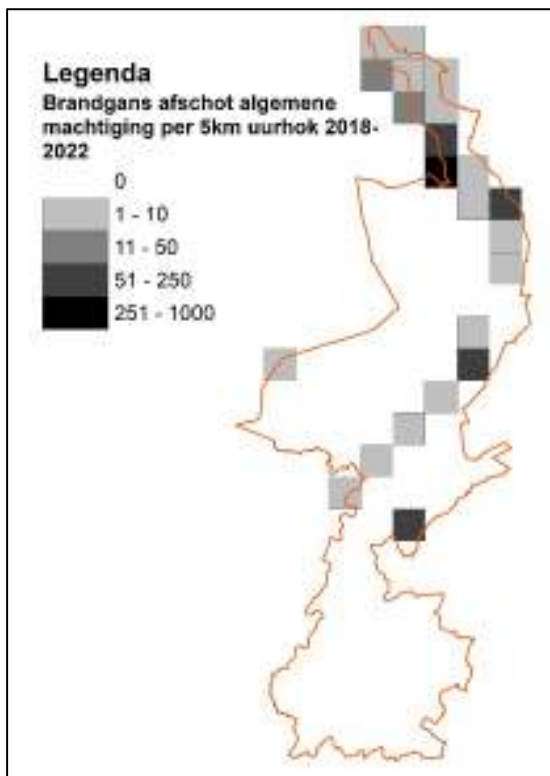 Legenda
Brandgans afschot algemene
machtiging per 5km uurhok 2018-
2022
0
1 - 10
11 - 50
51 - 250
251 - 1000